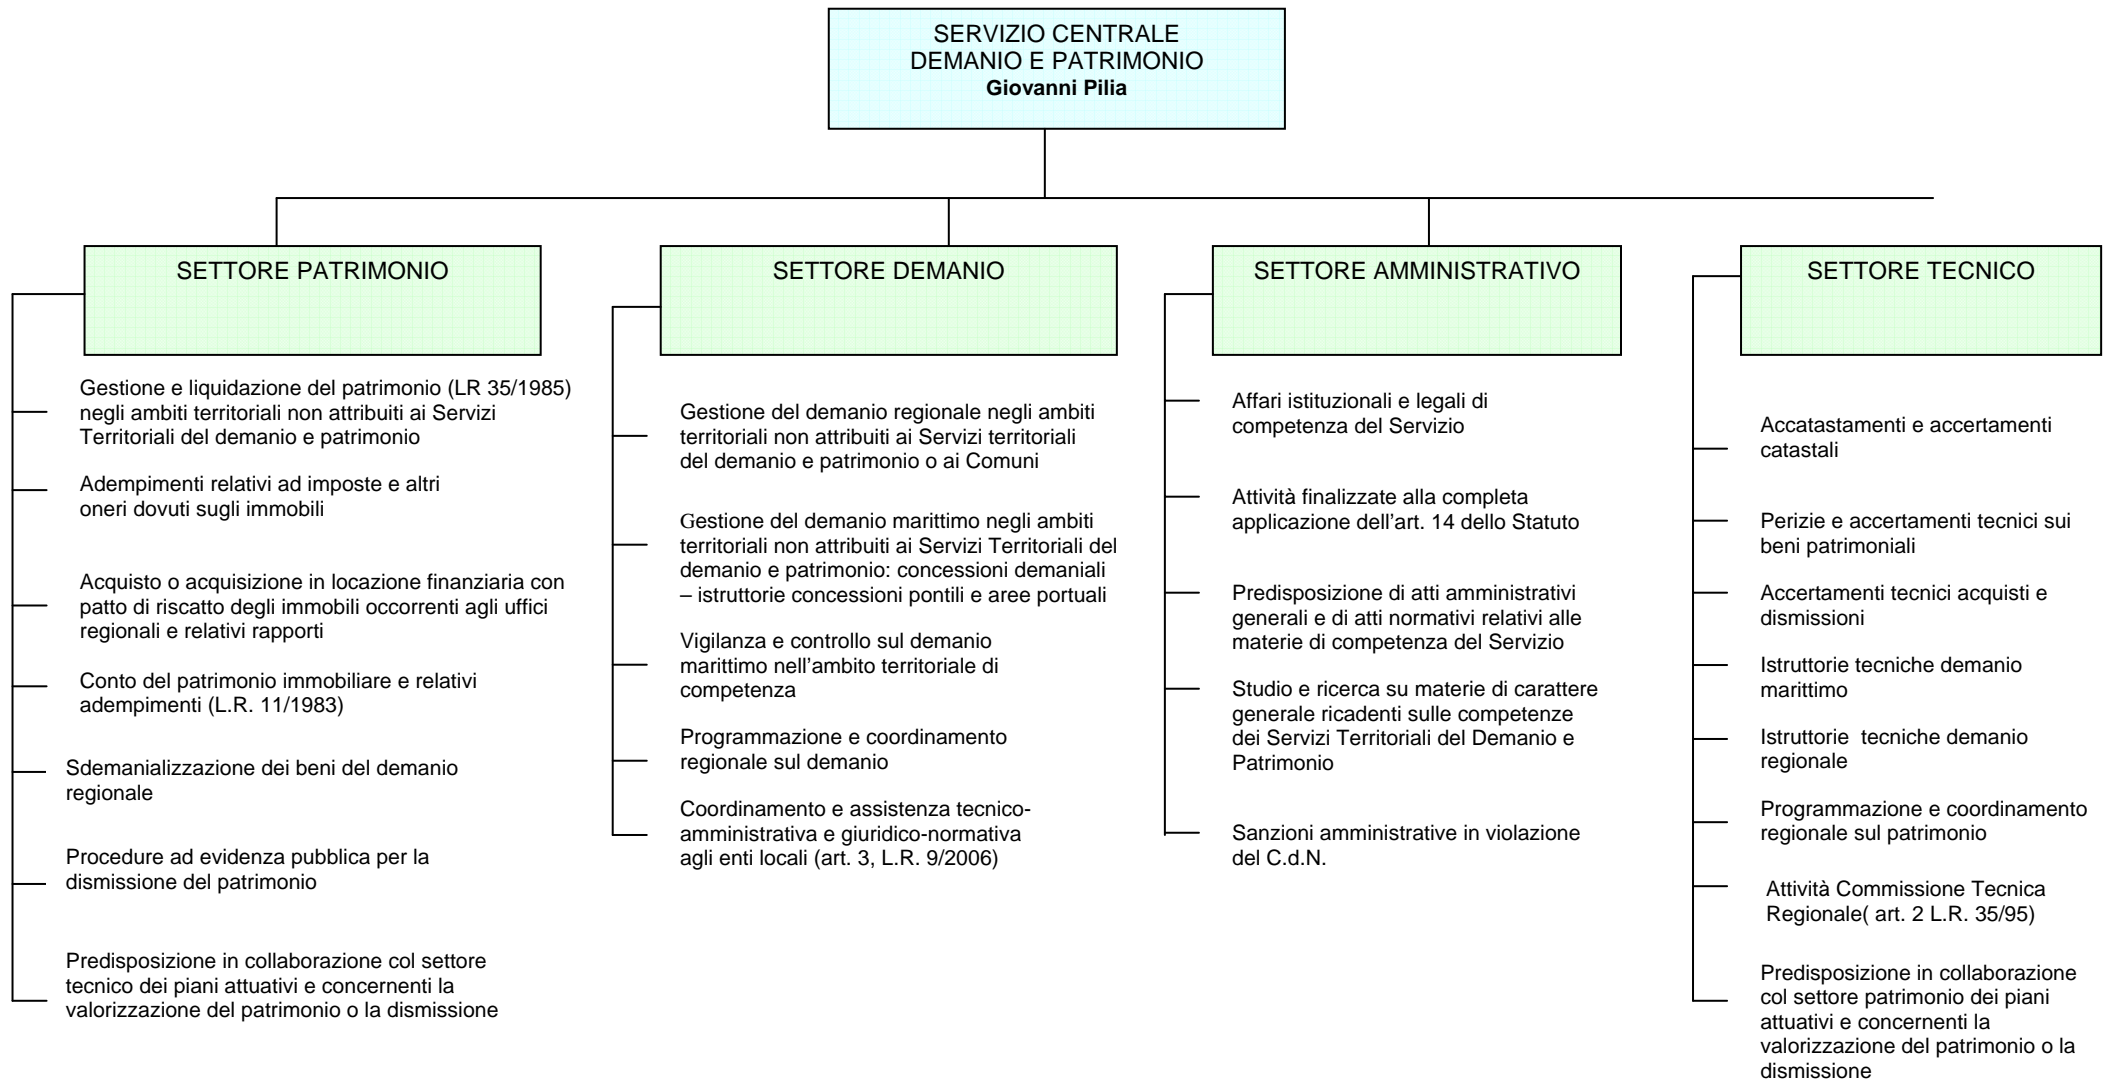 SERVIZIO CENTRALE
DEMANIO E PATRIMONIO
Giovanni Pilia
SETTORE PATRIMONIO
Gestione e liquidazione del patrimonio (LR 35/1985)
negli ambiti territoriali non attribuiti ai Servizi
Territoriali del demanio e patrimonio
Adempimenti relativi ad imposte e altri
oneri dovuti sugli immobili
Acquisto o acquisizione in locazione finanziaria con
patto di riscatto degli immobili occorrenti agli uffici
regionali e relativi rapporti
Conto del patrimonio immobiliare e relativi
adempimenti (L.R. 11/1983)
Sdemanializzazione dei beni del demanio
regionale
Procedure ad evidenza pubblica per la
dismissione del patrimonio
Predisposizione in collaborazione col settore
tecnico dei piani attuativi e concernenti la
valorizzazione del patrimonio o la dismissione
SETTORE DEMANIO
Gestione del demanio regionale negli ambiti
territoriali non attribuiti ai Servizi territoriali
del demanio e patrimonio o ai Comuni
Gestione del demanio marittimo negli ambiti
territoriali non attribuiti ai Servizi Territoriali del
demanio e patrimonio: concessioni demaniali
– istruttorie concessioni pontili e aree portuali
Vigilanza e controllo sul demanio
marittimo nell'ambito territoriale di
competenza
Programmazione e coordinamento
regionale sul demanio
Coordinamento e assistenza tecnico-
amministrativa e giuridico-normativa
agli enti locali (art. 3, L.R. 9/2006)
SETTORE AMMINISTRATIVO
Affari istituzionali e legali di
competenza del Servizio
Attività finalizzate alla completa
applicazione dell'art. 14 dello Statuto
Predisposizione di atti amministrativi
generali e di atti normativi relativi alle
materie di competenza del Servizio
Studio e ricerca su materie di carattere
generale ricadenti sulle competenze
dei Servizi Territoriali del Demanio e
Patrimonio
Sanzioni amministrative in violazione
del C.d.N.
SETTORE TECNICO
Accatastamenti e accertamenti
catastali
Perizie e accertamenti tecnici sui
beni patrimoniali
Accertamenti tecnici acquisti e
dismissioni
Istruttorie tecniche demanio
marittimo
Istruttorie  tecniche demanio
regionale
Programmazione e coordinamento
regionale sul patrimonio
Attività Commissione Tecnica
Regionale( art. 2 L.R. 35/95)
Predisposizione in collaborazione
col settore patrimonio dei piani
attuativi e concernenti la
valorizzazione del patrimonio o la
dismissione